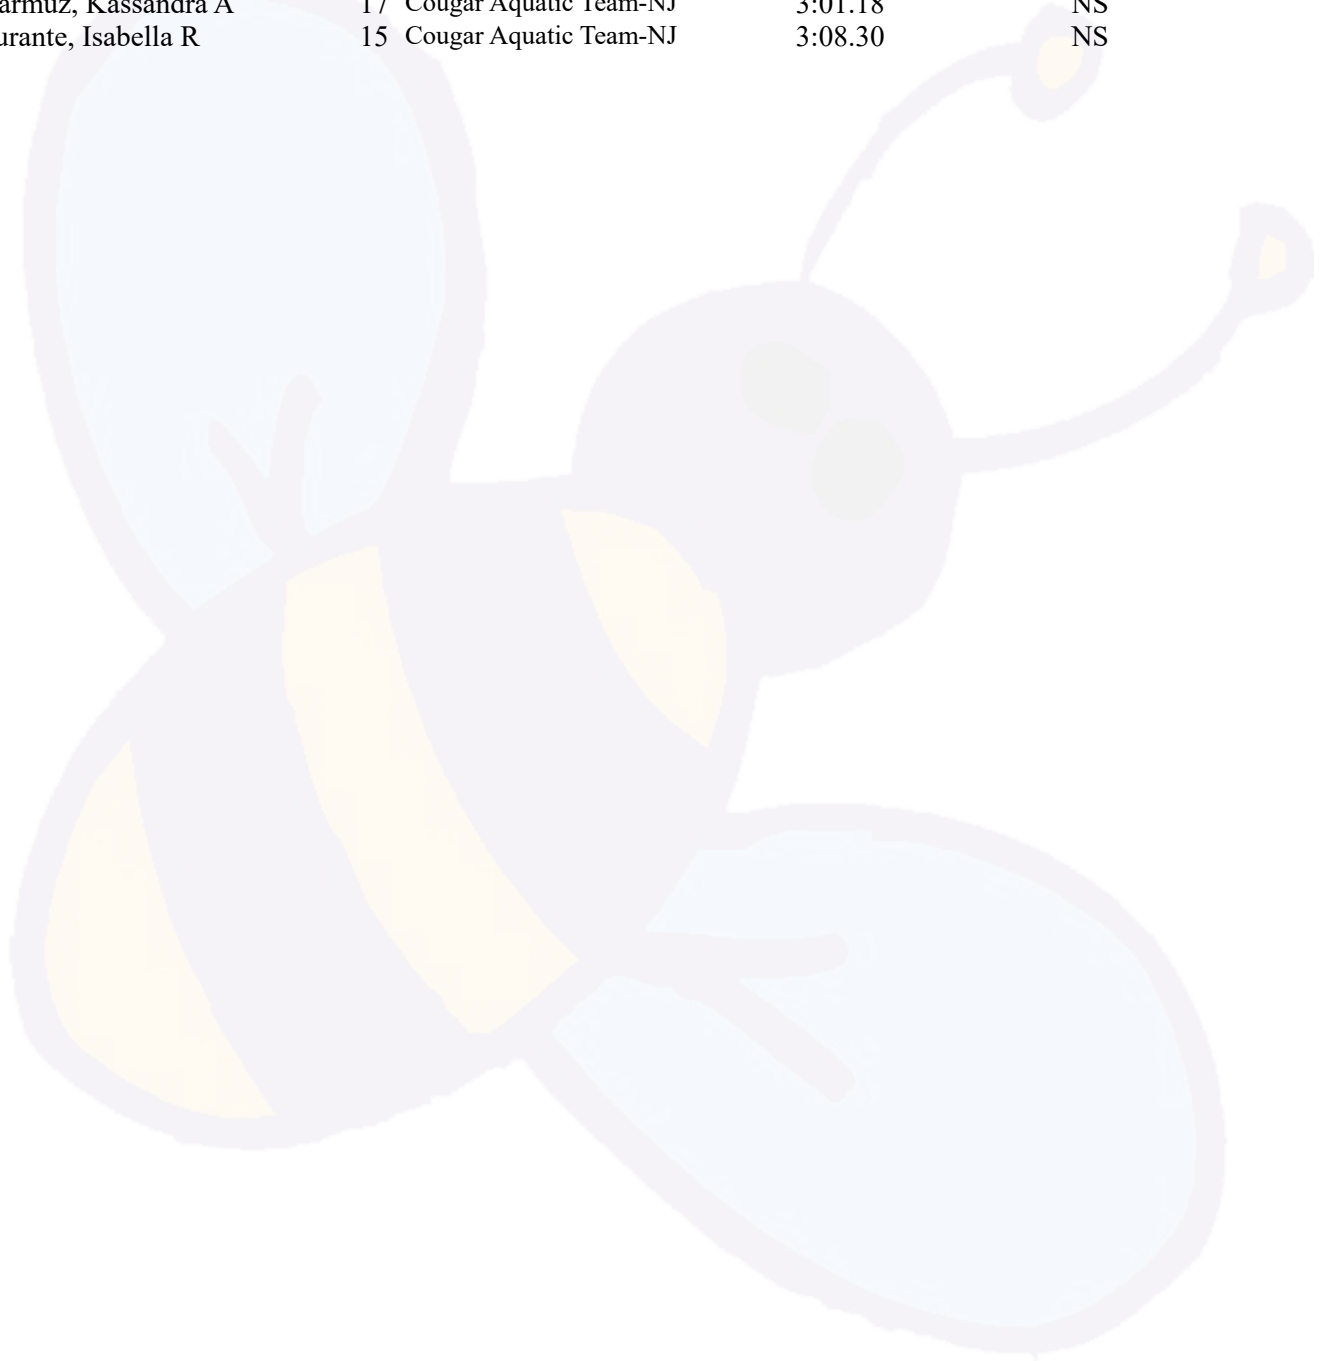 armuz, Kassandra A 17 Cougar Aquatic Team-NJ 3:01.18 NS
urante, Isabella R 15 Cougar Aquatic Team-NJ 3:08.30 NS